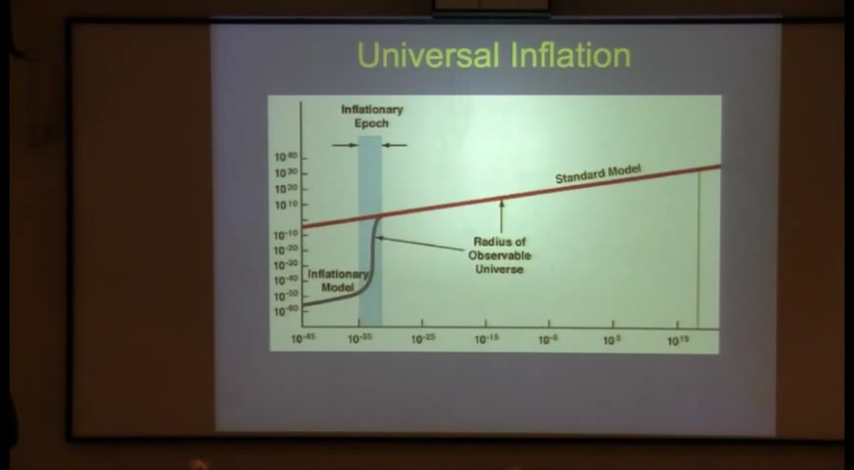 Universal Inflation
Inflationary
Epoch
10⁴⁰
10³⁰
10²⁰
10¹⁰
10⁻¹⁰
10⁻²⁰
10⁻³⁰
10⁻⁴⁰
10⁻⁵⁰
10⁻⁶⁰
Standard Model
Radius of
Observable
Universe
Inflationary
Model
10⁻⁴⁵
10⁻³⁵
10⁻²⁵
10⁻¹⁵
10⁻⁵
10⁵
10¹⁵